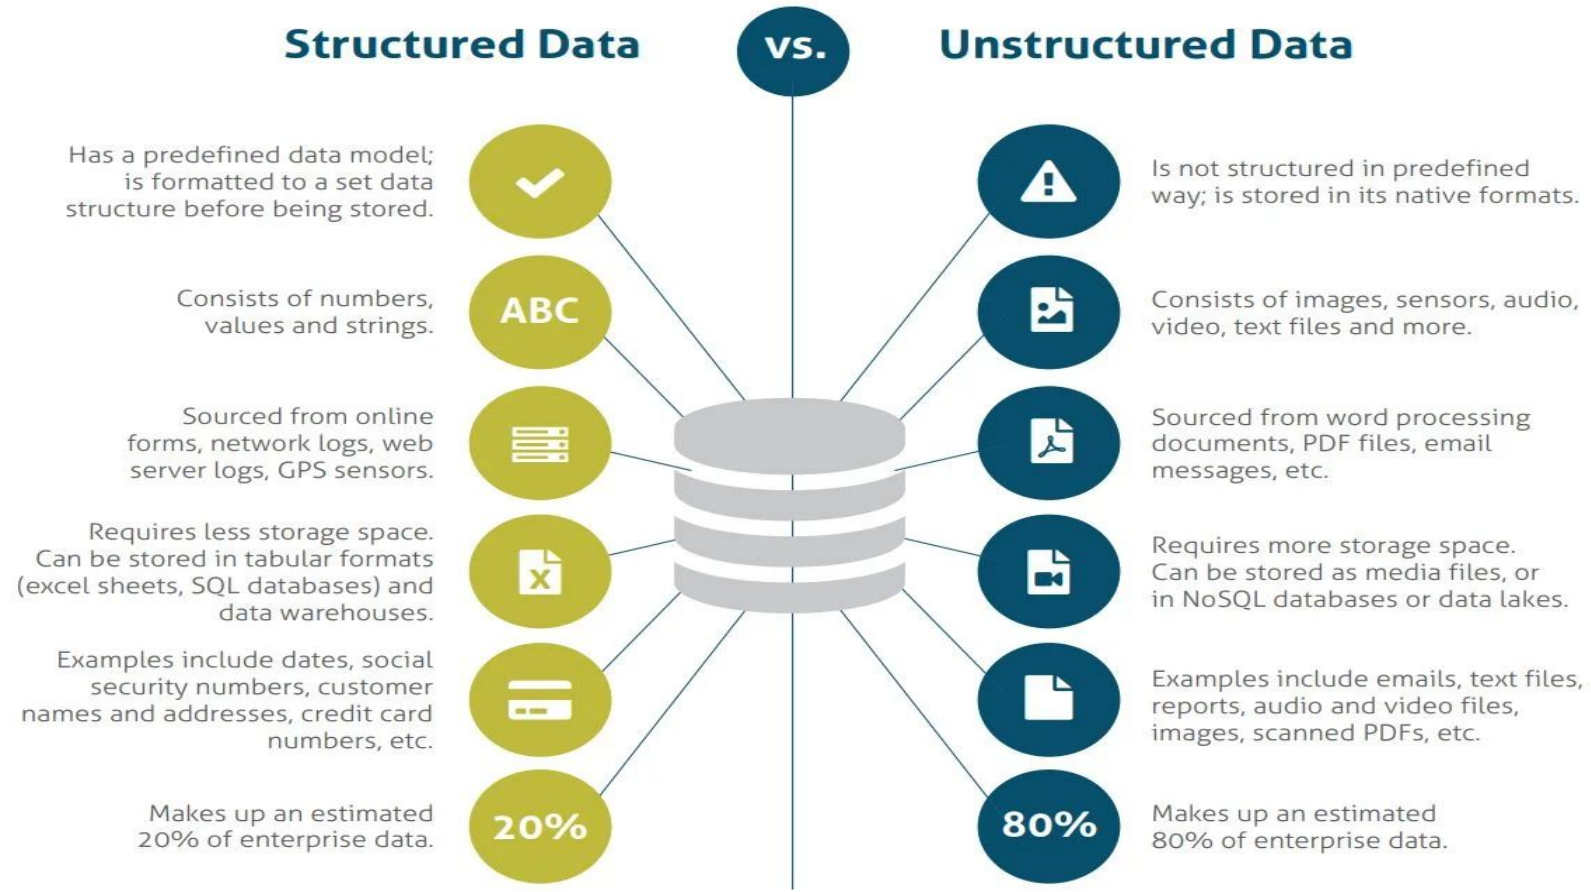 Structured Data
vs.
Unstructured Data
Has a predefined data model;
is formatted to a set data
structure before being stored.
Is not structured in predefined
way; is stored in its native formats.
Consists of numbers,
values and strings.
ABC
Consists of images, sensors, audio,
video, text files and more.
Sourced from online
forms, network logs, web
server logs, GPS sensors.
Sourced from word processing
documents, PDF files, email
messages, etc.
Requires less storage space.
Can be stored in tabular formats
(excel sheets, SQL databases) and
data warehouses.
X
Requires more storage space.
Can be stored as media files, or
in NoSQL databases or data lakes.
Examples include dates, social
security numbers, customer
names and addresses, credit card
numbers, etc.
Examples include emails, text files,
reports, audio and video files,
images, scanned PDFs, etc.
Makes up an estimated
20% of enterprise data.
20%
80%
Makes up an estimated
80% of enterprise data.